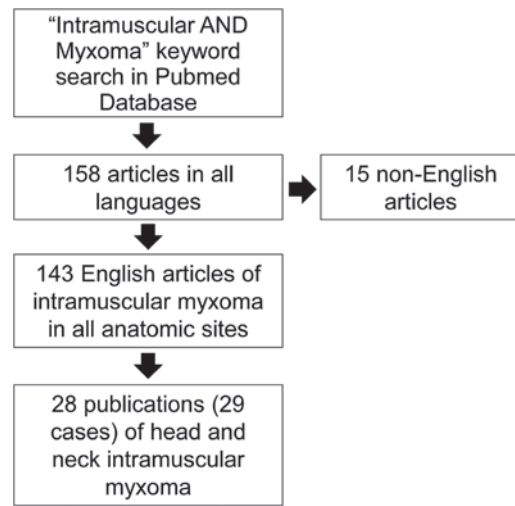 “Intramuscular AND
Myxoma” keyword
search in Pubmed
Database
158 articles in all
languages
15 non-English
articles
143 English articles of
intramuscular myxoma
in all anatomic sites
28 publications (29
cases) of head and
neck intramuscular
myxoma